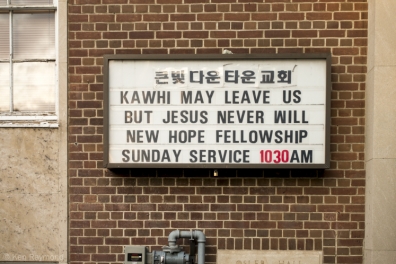 큰빛 다운타운 교회
KAWHI MAY LEAVE US
BUT JESUS NEVER WILL
NEW HOPE FELLOWSHIP
SUNDAY SERVICE 1030AM